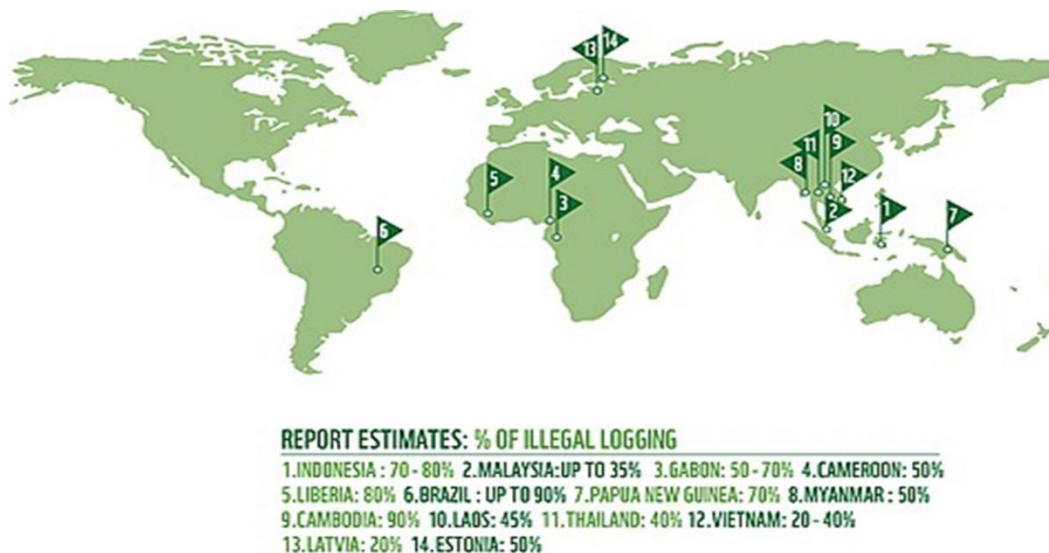 13 14
10
11 9
8 12
5 4
3 2 1 7
6
REPORT ESTIMATES: % OF ILLEGAL LOGGING
1.INDONESIA : 70 - 80% 2.MALAYSIA:UP TO 35% 3.GABON: 50 - 70% 4.CAMEROON: 50%
5.LIBERIA: 80% 6.BRAZIL : UP TO 90% 7.PAPUA NEW GUINEA: 70% 8.MYANMAR : 50%
9.CAMBODIA: 90% 10.LAOS: 45% 11.THAILAND: 40% 12.VIETNAM: 20 - 40%
13.LATVIA: 20% 14.ESTONIA: 50%